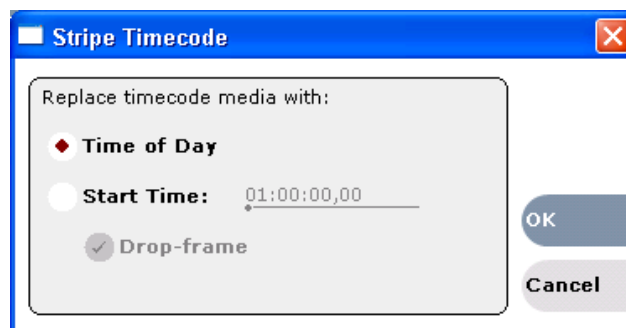 Stripe Timecode
Replace timecode media with:
Time of Day
Start Time: 01:00:00,00
Drop-frame
OK
Cancel